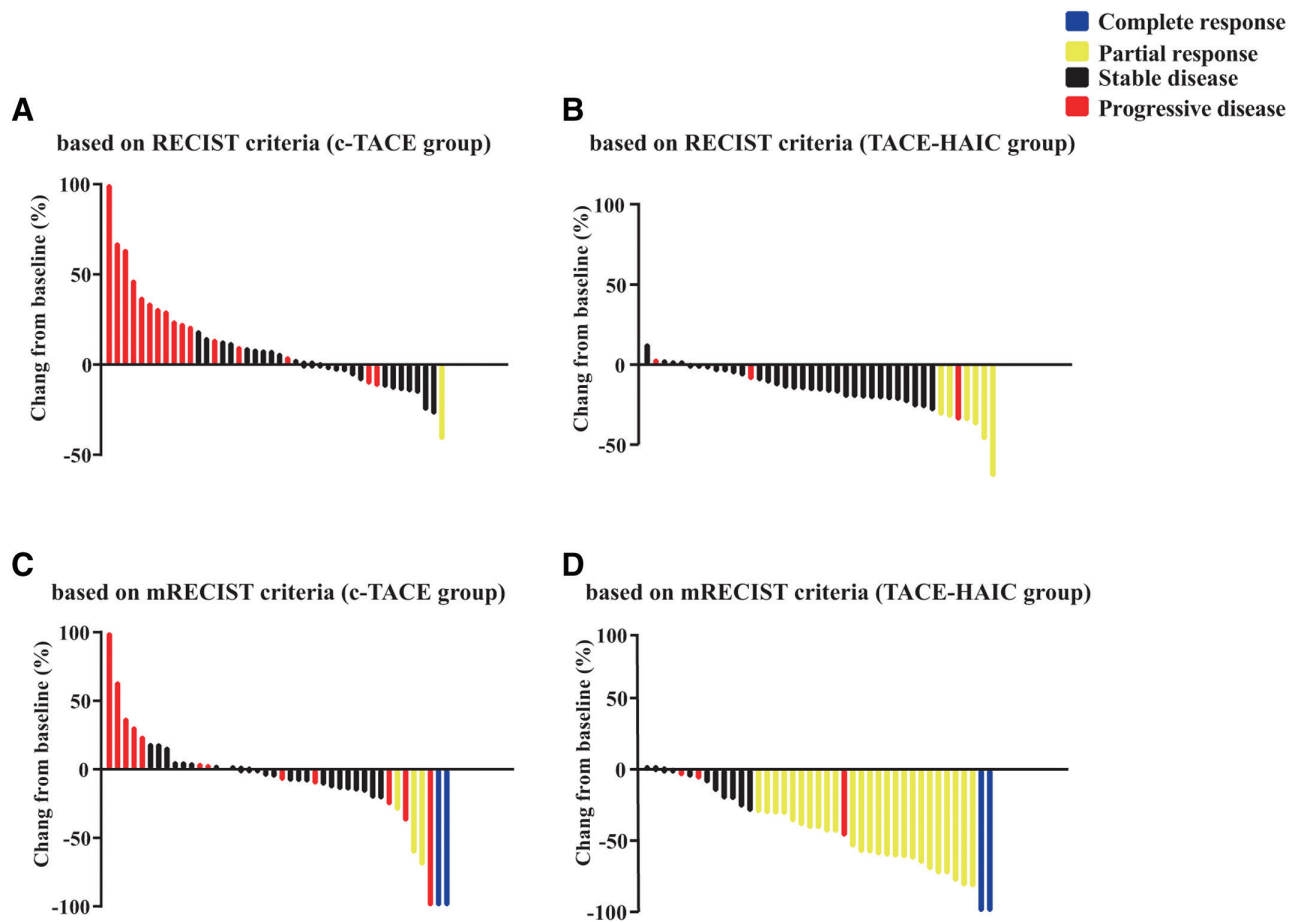 Complete response
Partial response
Stable disease
Progressive disease
A
based on RECIST criteria (c-TACE group)
Chang from baseline (%)
100
50
0
-50
B
based on RECIST criteria (TACE-HAIC group)
Chang from baseline (%)
100
50
0
-50
C
based on mRECIST criteria (c-TACE group)
Chang from baseline (%)
100
50
0
-50
-100
D
based on mRECIST criteria (TACE-HAIC group)
Chang from baseline (%)
100
50
0
-50
-100